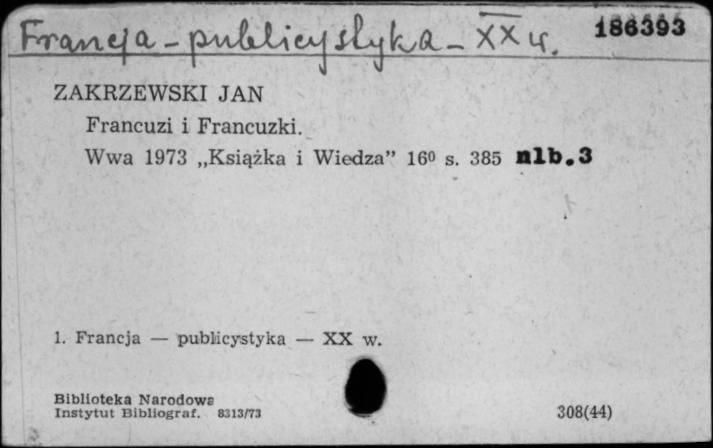 Francja - publicystyka - XX w. 186393
ZAKRZEWSKI JAN
Francuzi i Francuzki.
Wwa 1973 „Książka i Wiedza” 16⁰ s. 385 nlb.3
1. Francja — publicystyka — XX w.
Biblioteka Narodowa
Instytut Bibliograf. 8313/73
308(44)